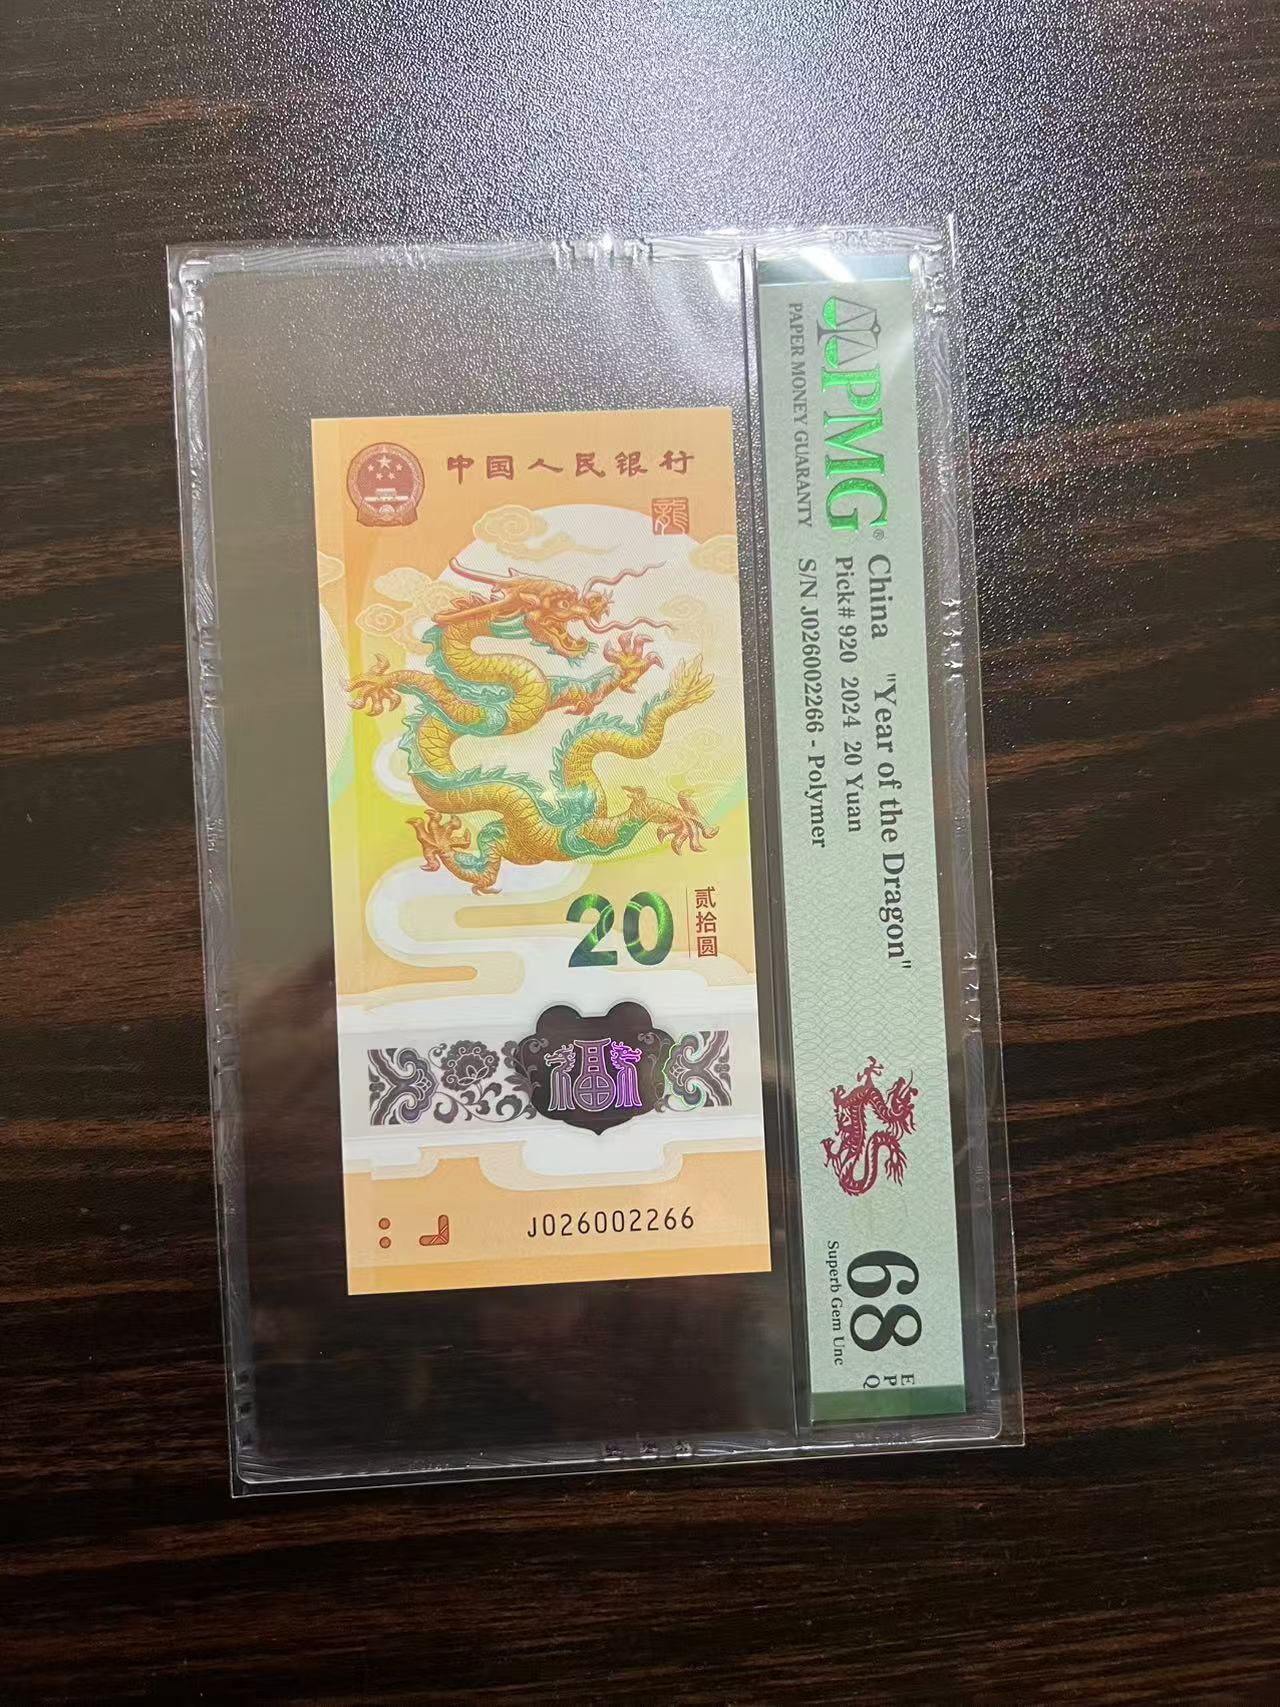 中国人民银行
龍
20
贰拾圆
福
J026002266
PMG®
PAPER MONEY GUARANTY
China "Year of the Dragon"
Pick# 920 2024 20 Yuan
S/N J026002266 - Polymer
68
EPQ
Superb Gem Unc